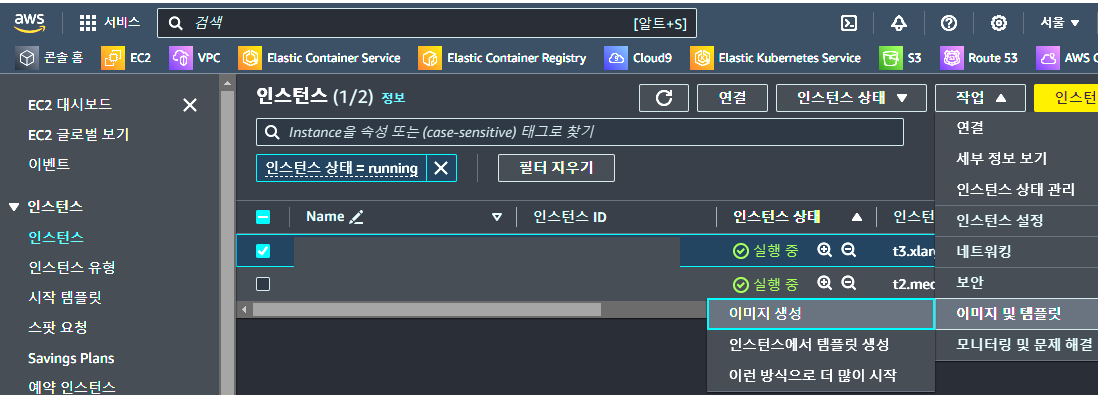 aws 서비스 검색 [알트+S] 서울
콘솔 홈 EC2 VPC Elastic Container Service Elastic Container Registry Cloud9 Elastic Kubernetes Service S3 Route 53 AWS C
EC2 대시보드
EC2 글로벌 보기
이벤트
인스턴스
인스턴스
인스턴스 유형
시작 템플릿
스팟 요청
Savings Plans
예약 인스턴스
인스턴스 (1/2) 정보 연결 인스턴스 상태 작업 인스턴
Instance을 속성 또는 (case-sensitive) 태그로 찾기
인스턴스 상태 = running 필터 지우기
Name 인스턴스 ID 인스턴스 상태 인스턴
실행 중 t3.xlarg
실행 중 t2.med
연결
세부 정보 보기
인스턴스 상태 관리
인스턴스 설정
네트워킹
보안
이미지 및 템플릿
모니터링 및 문제 해결
이미지 생성
인스턴스에서 템플릿 생성
이런 방식으로 더 많이 시작